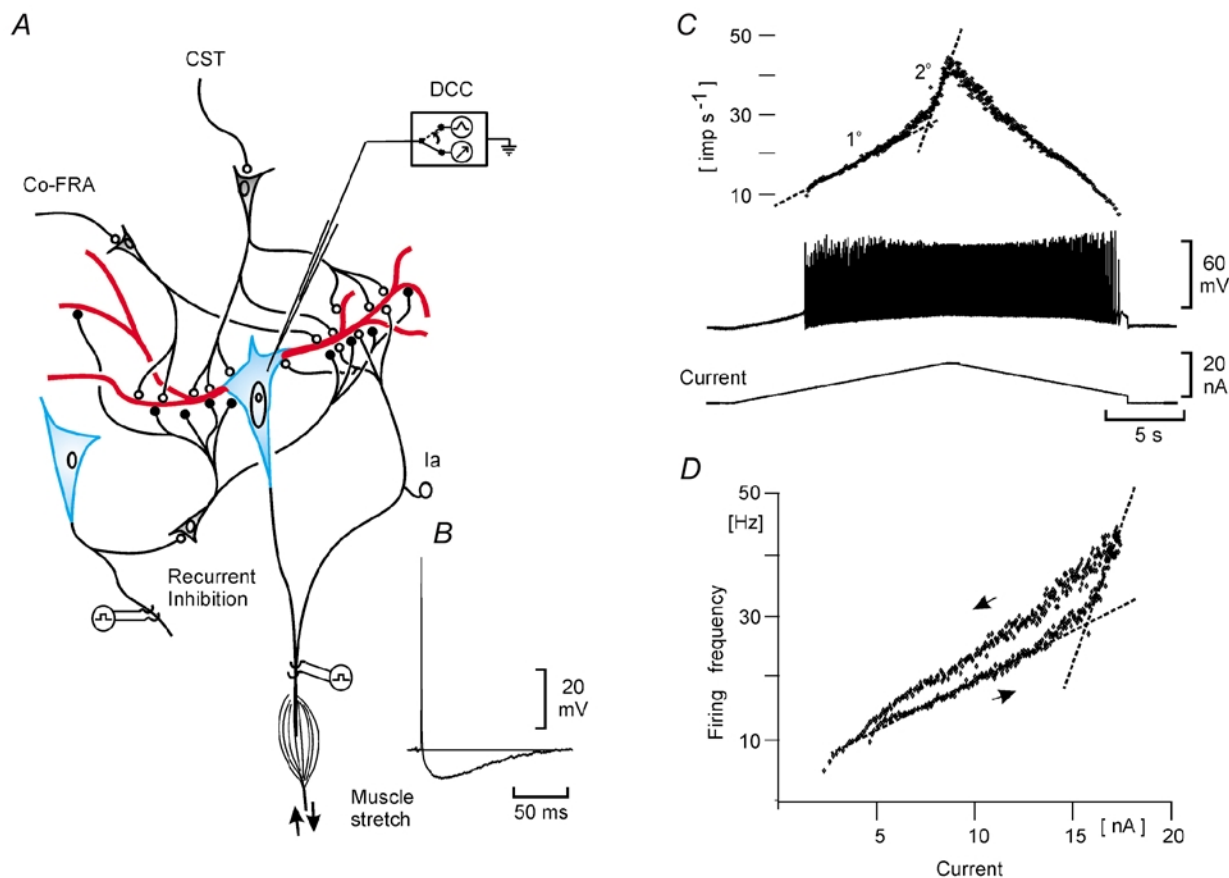 A
CST
DCC
Co-FRA
Ia
Recurrent
Inhibition
Muscle
stretch
B
20
mV
50 ms
C
[ imp s⁻¹ ]
50
30
10
1°
2°
60
mV
Current
20
nA
5 s
D
Firing frequency
[Hz]
50
30
10
5
10
15
[ nA ]
20
Current